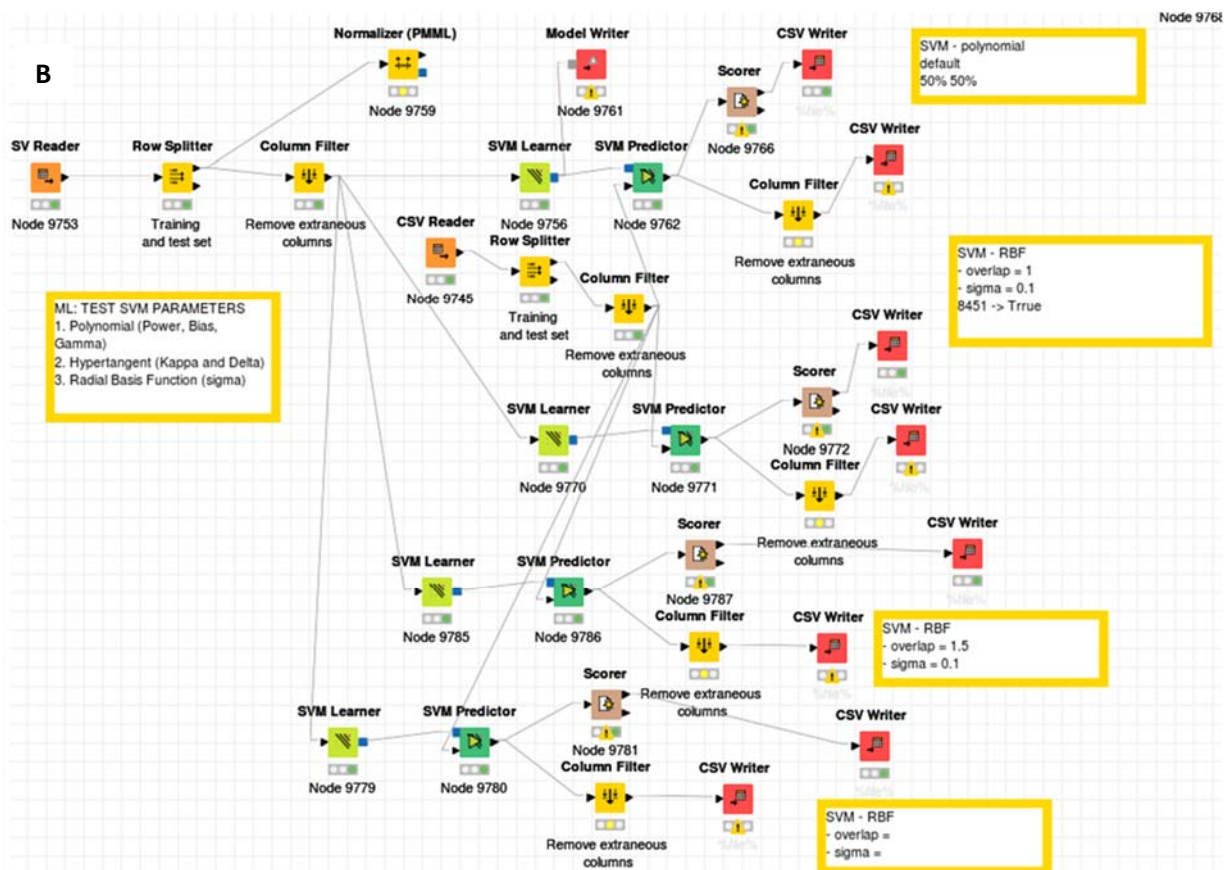 Node 9768
B
Normalizer (PMML)
Node 9759
Model Writer
Node 9761
CSV Writer
%file%
Scorer
Node 9766
SVM - polynomial
default
50% 50%
SV Reader
Node 9753
Row Splitter
Training
and test set
Column Filter
Remove extraneous
columns
SVM Learner
Node 9756
SVM Predictor
Node 9762
CSV Writer
%file%
Column Filter
Remove extraneous
columns
CSV Reader
Node 9745
Row Splitter
Training
and test set
Column Filter
Remove extraneous
columns
SVM - RBF
- overlap = 1
- sigma = 0.1
8451 -> Trrue
ML: TEST SVM PARAMETERS
1. Polynomial (Power, Bias,
Gamma)
2. Hypertangent (Kappa and Delta)
3. Radial Basis Function (sigma)
CSV Writer
%file%
SVM Learner
Node 9770
SVM Predictor
Node 9771
Scorer
Node 9772
CSV Writer
%file%
Column Filter
Remove extraneous
columns
SVM Learner
Node 9785
SVM Predictor
Node 9786
Scorer
Node 9787
CSV Writer
%file%
Column Filter
Remove extraneous
columns
CSV Writer
%file%
SVM - RBF
- overlap = 1.5
- sigma = 0.1
SVM Learner
Node 9779
SVM Predictor
Node 9780
Scorer
Node 9781
CSV Writer
%file%
Column Filter
Remove extraneous
columns
CSV Writer
%file%
SVM - RBF
- overlap =
- sigma =